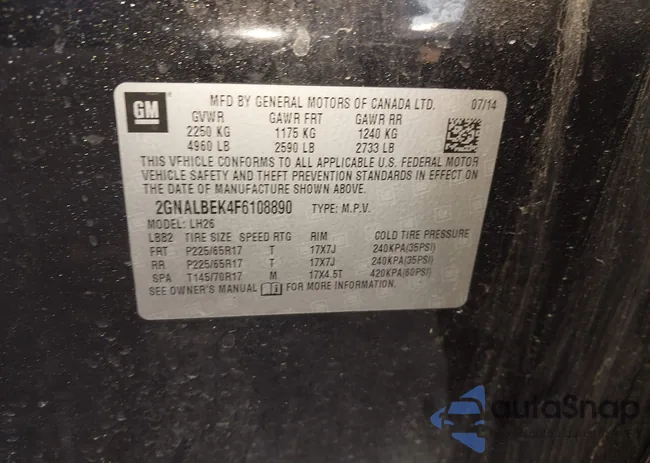 GM
MFD BY GENERAL MOTORS OF CANADA LTD. 07/14
GVWR GAWR FRT GAWR RR
2250 KG 1175 KG 1240 KG
4960 LB 2590 LB 2733 LB
THIS VEHICLE CONFORMS TO ALL APPLICABLE U.S. FEDERAL MOTOR
VEHICLE SAFETY AND THEFT PREVENTION STANDARDS IN EFFECT ON
THE DATE OF MANUFACTURE SHOWN ABOVE.
2GNALBEK4F6108890 TYPE: M.P.V.
MODEL: LH26
LBB2 TIRE SIZE SPEED RTG RIM COLD TIRE PRESSURE
FRT P225/65R17 T 17X7J 240KPA(35PSI)
RR P225/65R17 T 17X7J 240KPA(35PSI)
SPA T145/70R17 M 17X4.5T 420KPA(60PSI)
SEE OWNER'S MANUAL FOR MORE INFORMATION.
autoSnap